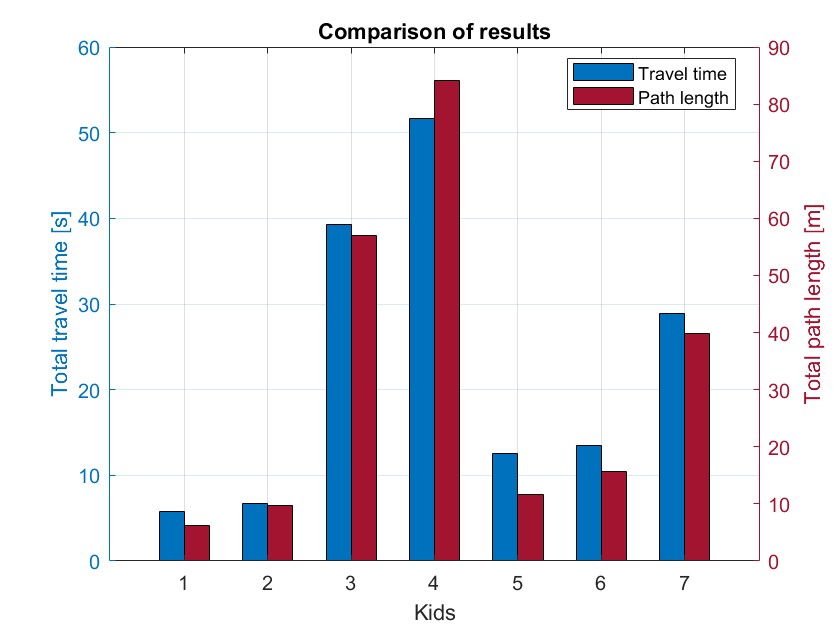 Comparison of results
Travel time
Path length
Total travel time [s]
60
50
40
30
20
10
0
Total path length [m]
90
80
70
60
50
40
30
20
10
0
1 2 3 4 5 6 7
Kids